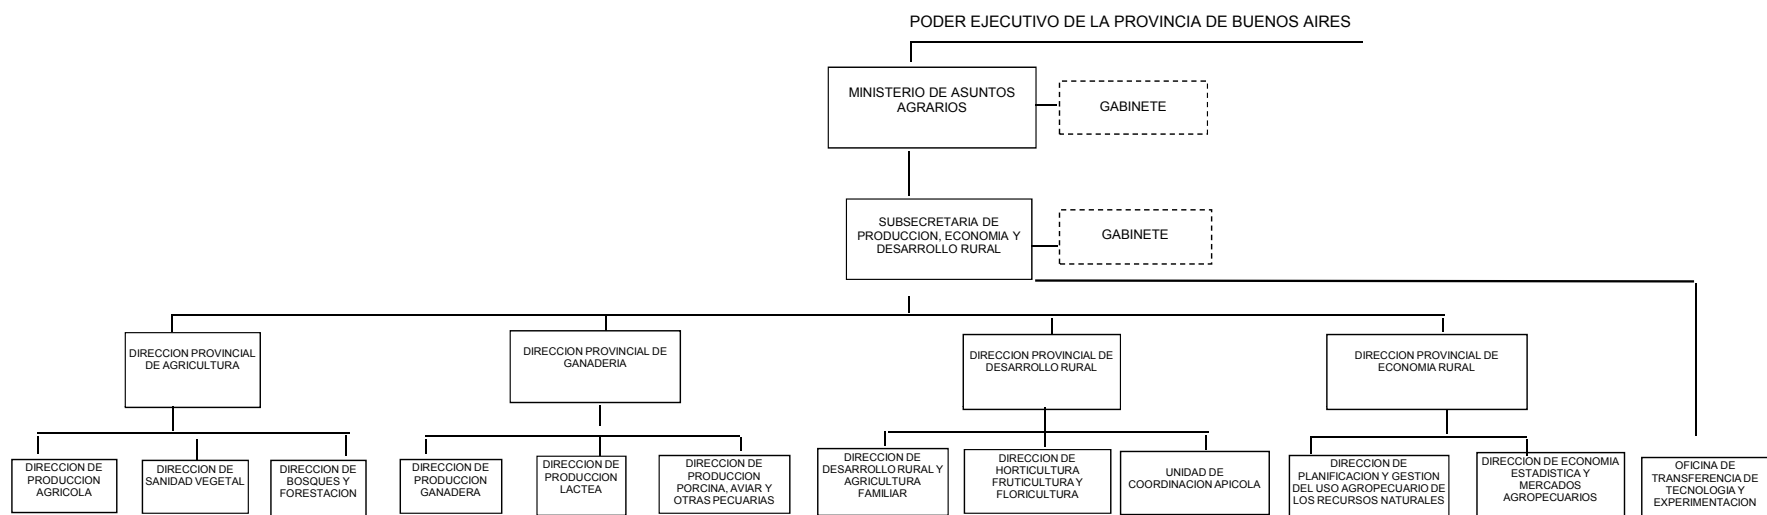 PODER EJECUTIVO DE LA PROVINCIA DE BUENOS AIRES
MINISTERIO DE ASUNTOS
AGRARIOS
GABINETE
SUBSECRETARIA DE
PRODUCCION, ECONOMIA Y
DESARROLLO RURAL
GABINETE
DIRECCION PROVINCIAL
DE AGRICULTURA
DIRECCION PROVINCIAL DE
GANADERIA
DIRECCION PROVINCIAL DE
DESARROLLO RURAL
DIRECCION PROVINCIAL DE
ECONOMIA RURAL
DIRECCION DE
PRODUCCION
AGRICOLA
DIRECCION DE
SANIDAD VEGETAL
DIRECCION DE
BOSQUES Y
FORESTACION
DIRECCION DE
PRODUCCION
GANADERA
DIRECCION DE
PRODUCCION
LACTEA
DIRECCION DE
PRODUCCION
PORCINA, AVIAR Y
OTRAS PECUARIAS
DIRECCION DE
DESARROLLO RURAL Y
AGRICULTURA
FAMILIAR
DIRECCION DE
HORTICULTURA
FRUTICULTURA Y
FLORICULTURA
UNIDAD DE
COORDINACION APICOLA
DIRECCION DE
PLANIFICACION Y GESTION
DEL USO AGROPECUARIO DE
LOS RECURSOS NATURALES
DIRECCION DE ECONOMIA
ESTADISTICA Y
MERCADOS
AGROPECUARIOS
OFICINA DE
TRANSFERENCIA DE
TECNOLOGIA Y
EXPERIMENTACION